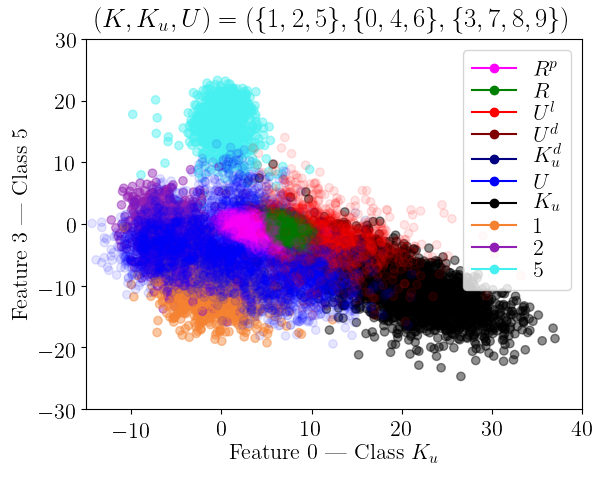 (K, K_u, U) = ({1, 2, 5}, {0, 4, 6}, {3, 7, 8, 9})
30
20
10
0
−10
−20
−30
Feature 3 — Class 5
R^p
R
U^l
U^d
K_u^d
U
K_u
1
2
5
−10 0 10 20 30 40
Feature 0 — Class K_u